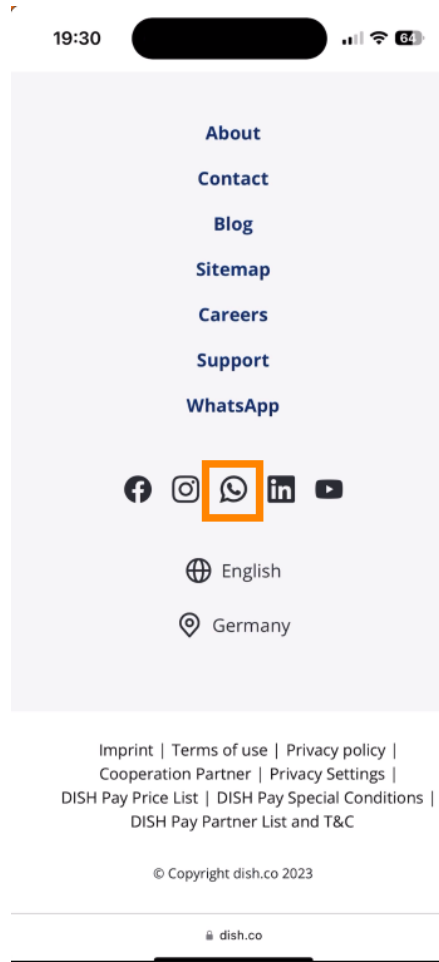 19:30
64
About
Contact
Blog
Sitemap
Careers
Support
WhatsApp
in
English
Germany
Imprint | Terms of use | Privacy policy |
Cooperation Partner | Privacy Settings |
DISH Pay Price List | DISH Pay Special Conditions |
DISH Pay Partner List and T&C
© Copyright dish.co 2023
dish.co